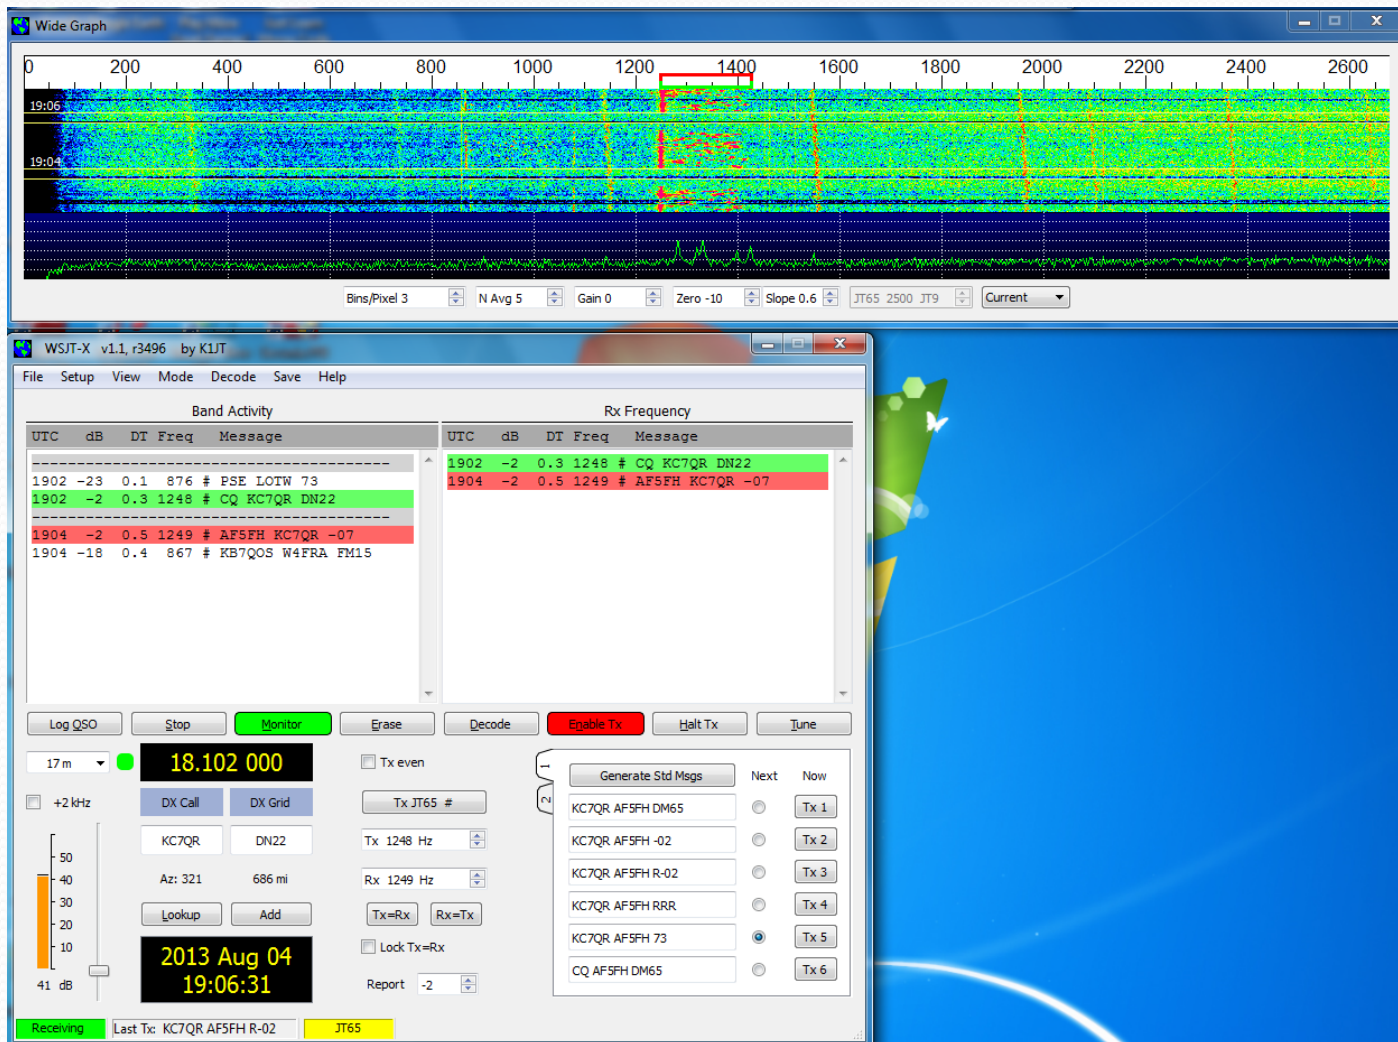 Wide Graph
0 200 400 600 800 1000 1200 1400 1600 1800 2000 2200 2400 2600
19:06
19:04
Bins/Pixel 3 N Avg 5 Gain 0 Zero -10 Slope 0.6 JT65 2500 JT9 Current
WSJT-X v1.1, r3496 by K1JT
File Setup View Mode Decode Save Help
Band Activity
UTC dB DT Freq Message
----------------------------------------
1902 -23 0.1 876 # PSE LOTW 73
1902 -2 0.3 1248 # CQ KC7QR DN22
----------------------------------------
1904 -2 0.5 1249 # AF5FH KC7QR -07
1904 -18 0.4 867 # KB7QOS W4FRA FM15
Rx Frequency
UTC dB DT Freq Message
1902 -2 0.3 1248 # CQ KC7QR DN22
1904 -2 0.5 1249 # AF5FH KC7QR -07
Log QSO Stop Monitor Erase Decode Enable Tx Halt Tx Tune
17 m
18.102 000
+2 kHz
DX Call DX Grid
KC7QR DN22
Az: 321 686 mi
Lookup Add
2013 Aug 04
19:06:31
50
40
30
20
10
41 dB
Tx even
Tx JT65 #
Tx 1248 Hz
Rx 1249 Hz
Tx=Rx Rx=Tx
Lock Tx=Rx
Report -2
1
2
Generate Std Msgs Next Now
KC7QR AF5FH DM65 Tx 1
KC7QR AF5FH -02 Tx 2
KC7QR AF5FH R-02 Tx 3
KC7QR AF5FH RRR Tx 4
KC7QR AF5FH 73 Tx 5
CQ AF5FH DM65 Tx 6
Receiving Last Tx: KC7QR AF5FH R-02 JT65